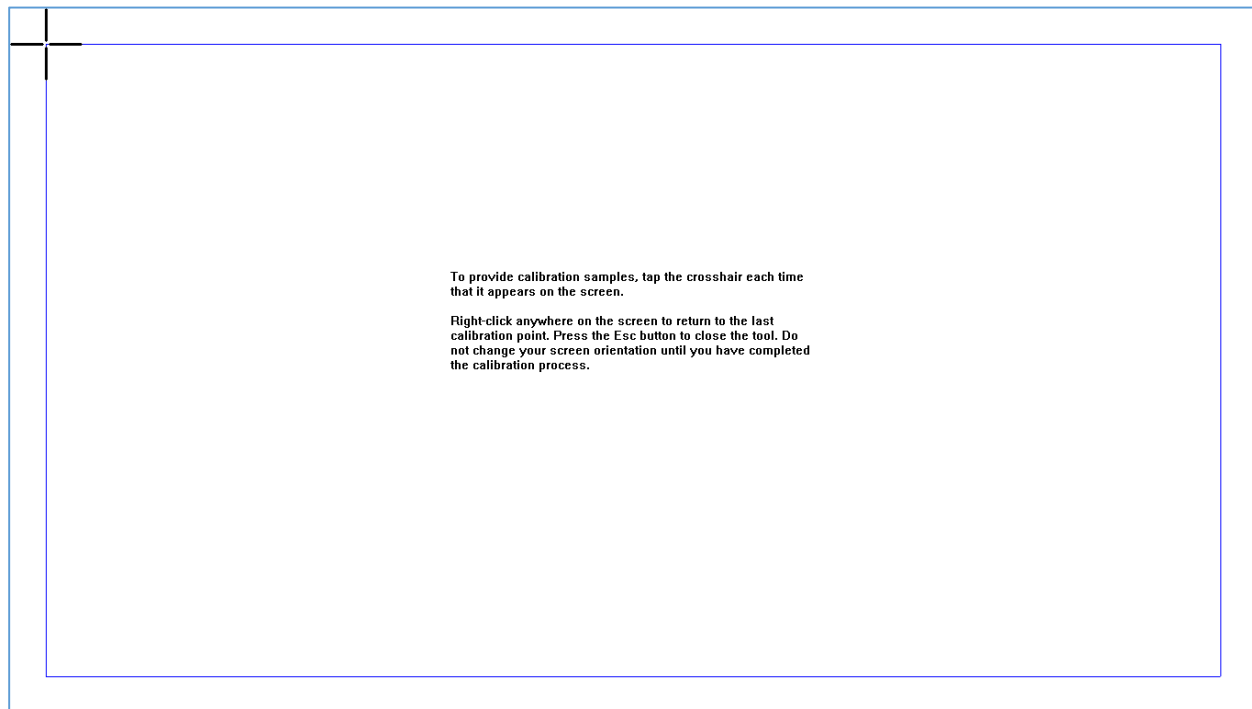 To provide calibration samples, tap the crosshair each time
that it appears on the screen.
Right-click anywhere on the screen to return to the last
calibration point. Press the Esc button to close the tool. Do
not change your screen orientation until you have completed
the calibration process.